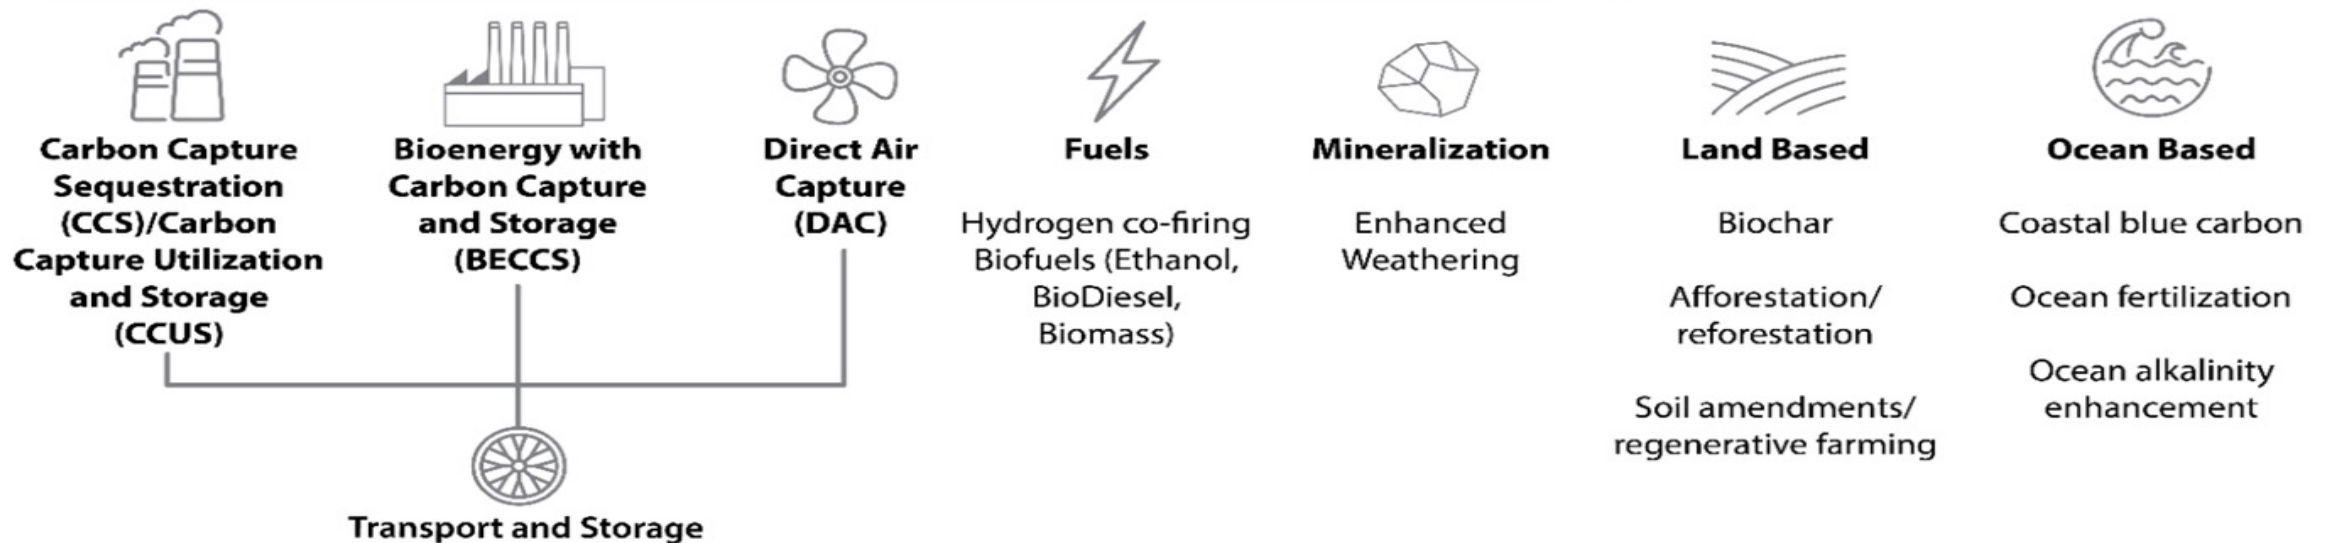 Carbon Capture
Sequestration
(CCS)/Carbon
Capture Utilization
and Storage
(CCUS)
Bioenergy with
Carbon Capture
and Storage
(BECCS)
Direct Air
Capture
(DAC)
Transport and Storage
Fuels
Hydrogen co-firing
Biofuels (Ethanol,
BioDiesel,
Biomass)
Mineralization
Enhanced
Weathering
Land Based
Biochar
Afforestation/
reforestation
Soil amendments/
regenerative farming
Ocean Based
Coastal blue carbon
Ocean fertilization
Ocean alkalinity
enhancement